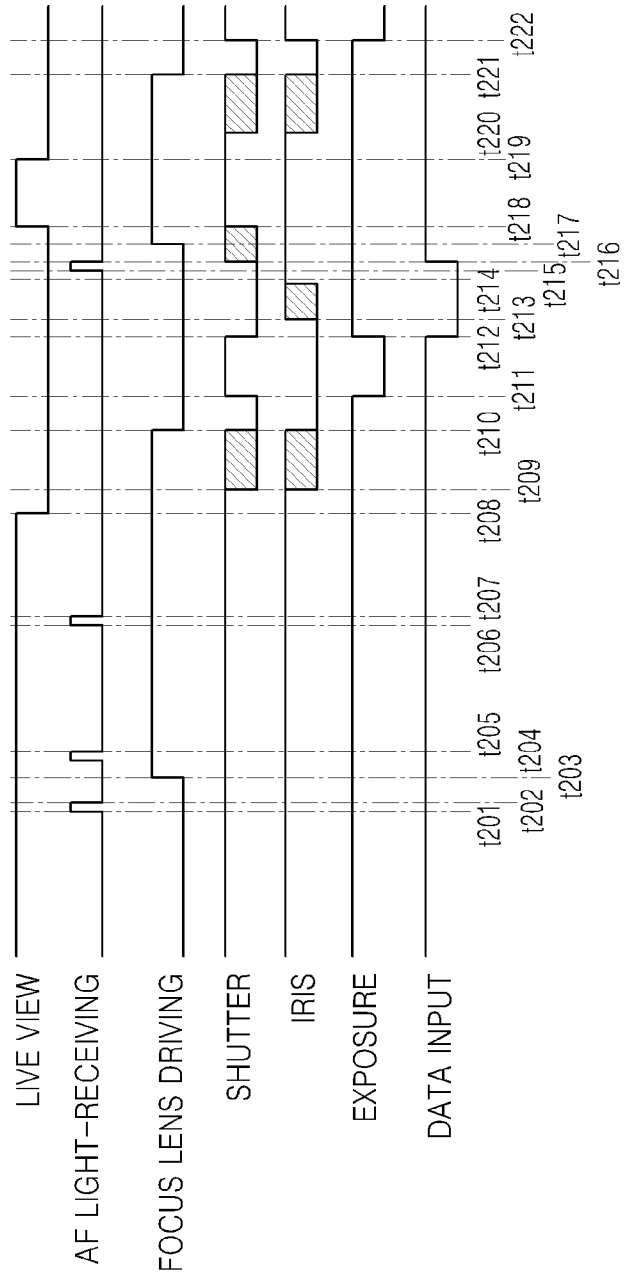 LIVE VIEW
AF LIGHT-RECEIVING
FOCUS LENS DRIVING
SHUTTER
IRIS
EXPOSURE
DATA INPUT
t201
t202
t203
t204
t205
t206
t207
t208
t209
t210
t211
t212
t213
t214
t215
t216
t217
t218
t219
t220
t221
t222